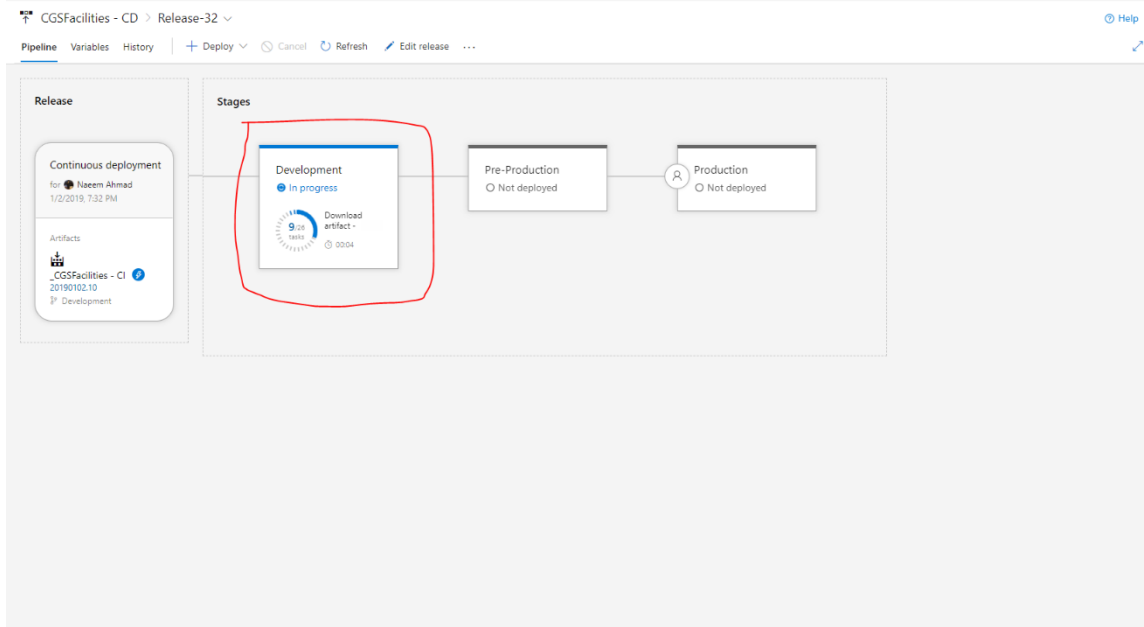 CGSFacilities - CD > Release-32
Help
Pipeline Variables History + Deploy Cancel Refresh Edit release ...
Release
Stages
Continuous deployment
for Naeem Ahmad
1/2/2019, 7:32 PM
Artifacts
_CGSFacilities - CI
20190102.10
Development
Development
In progress
9/26
tasks
Download
artifact -
00:04
Pre-Production
Not deployed
Production
Not deployed